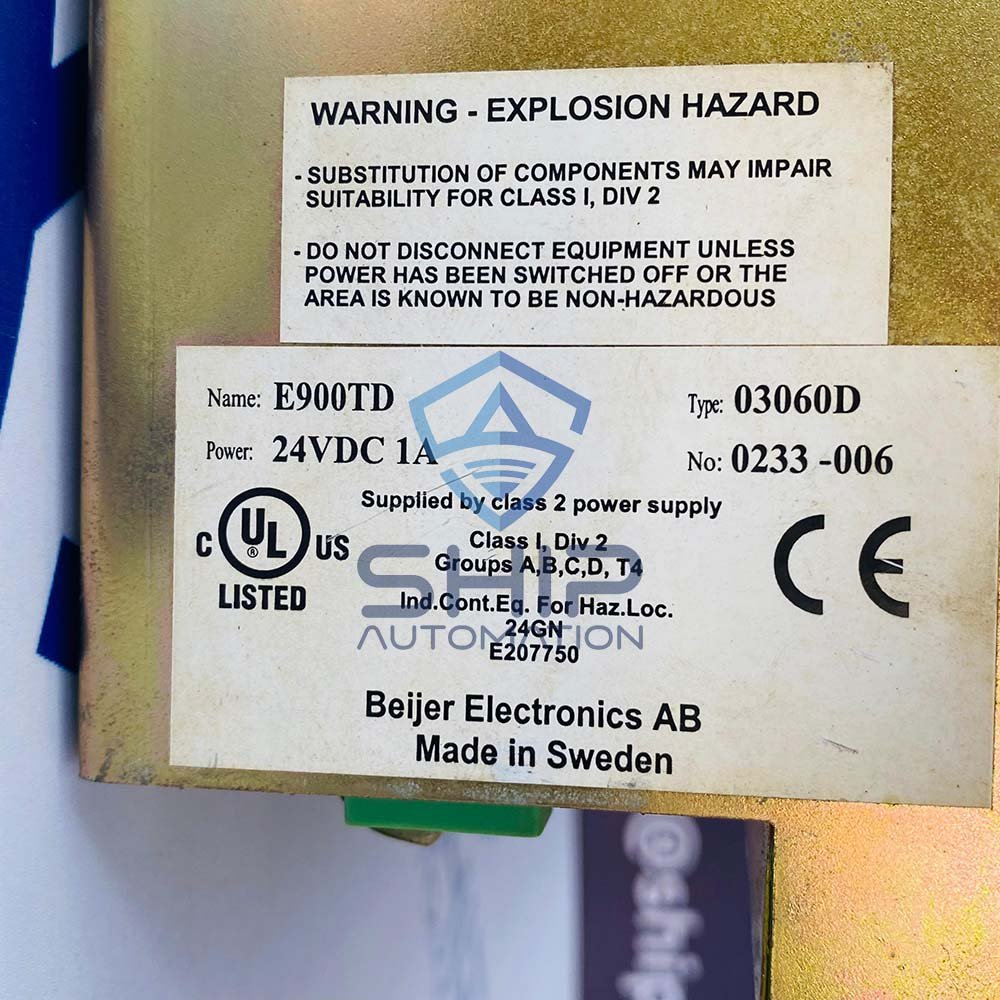 WARNING - EXPLOSION HAZARD
- SUBSTITUTION OF COMPONENTS MAY IMPAIR
SUITABILITY FOR CLASS I, DIV 2
- DO NOT DISCONNECT EQUIPMENT UNLESS
POWER HAS BEEN SWITCHED OFF OR THE
AREA IS KNOWN TO BE NON-HAZARDOUS
Name: E900TD
Type: 03060D
Power: 24VDC 1A
No: 0233 -006
Supplied by class 2 power supply
Class I, Div 2
Groups A,B,C,D, T4
Ind.Cont.Eq. For Haz.Loc.
24GN
E207750
C UL ® US
LISTED
CE
SHIP
AUTOMATION
Beijer Electronics AB
Made in Sweden
@ship